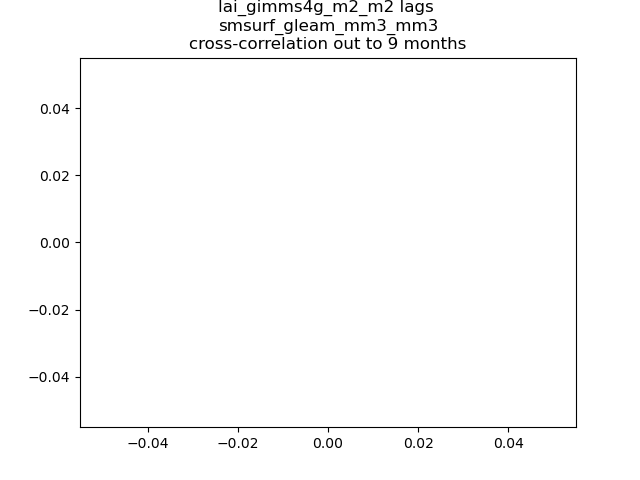 lai_gimms4g_m2_m2 lags
smsurf_gleam_mm3_mm3
cross-correlation out to 9 months
0.04
0.02
0.00
−0.02
−0.04
−0.04 −0.02 0.00 0.02 0.04